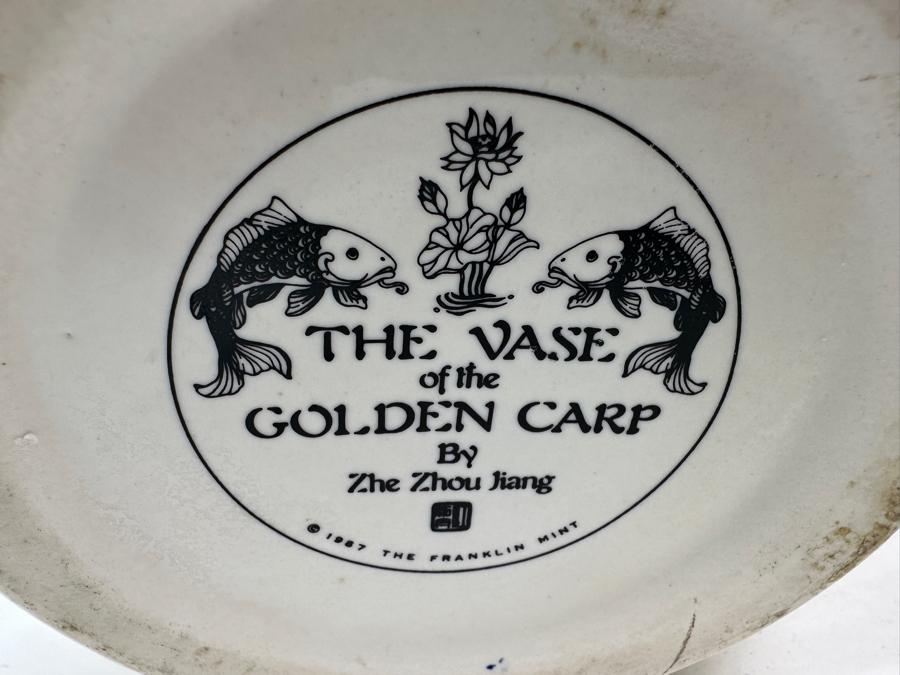 THE VASE
of the
GOLDEN CARP
By
Zhe Zhou Jiang
© 1987 THE FRANKLIN MINT